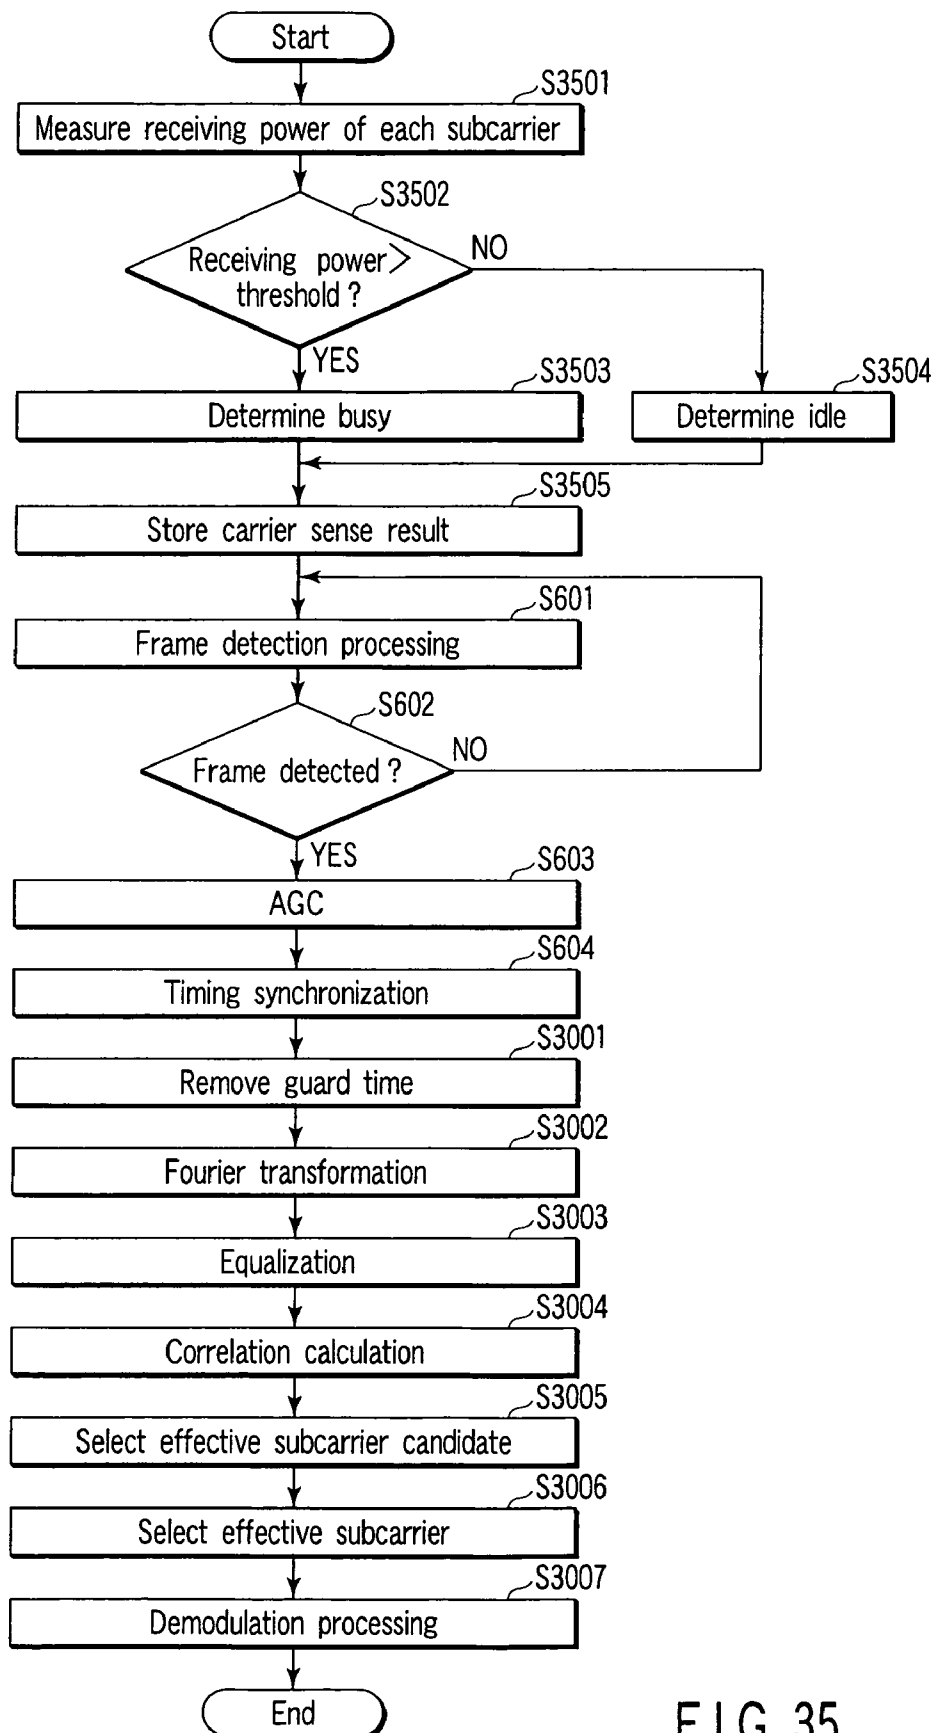 Start
S3501
Measure receiving power of each subcarrier
S3502
Receiving power>
threshold?
NO
YES
S3503
Determine busy
S3504
Determine idle
S3505
Store carrier sense result
S601
Frame detection processing
S602
Frame detected?
NO
YES
S603
AGC
S604
Timing synchronization
S3001
Remove guard time
S3002
Fourier transformation
S3003
Equalization
S3004
Correlation calculation
S3005
Select effective subcarrier candidate
S3006
Select effective subcarrier
S3007
Demodulation processing
End
FIG. 35